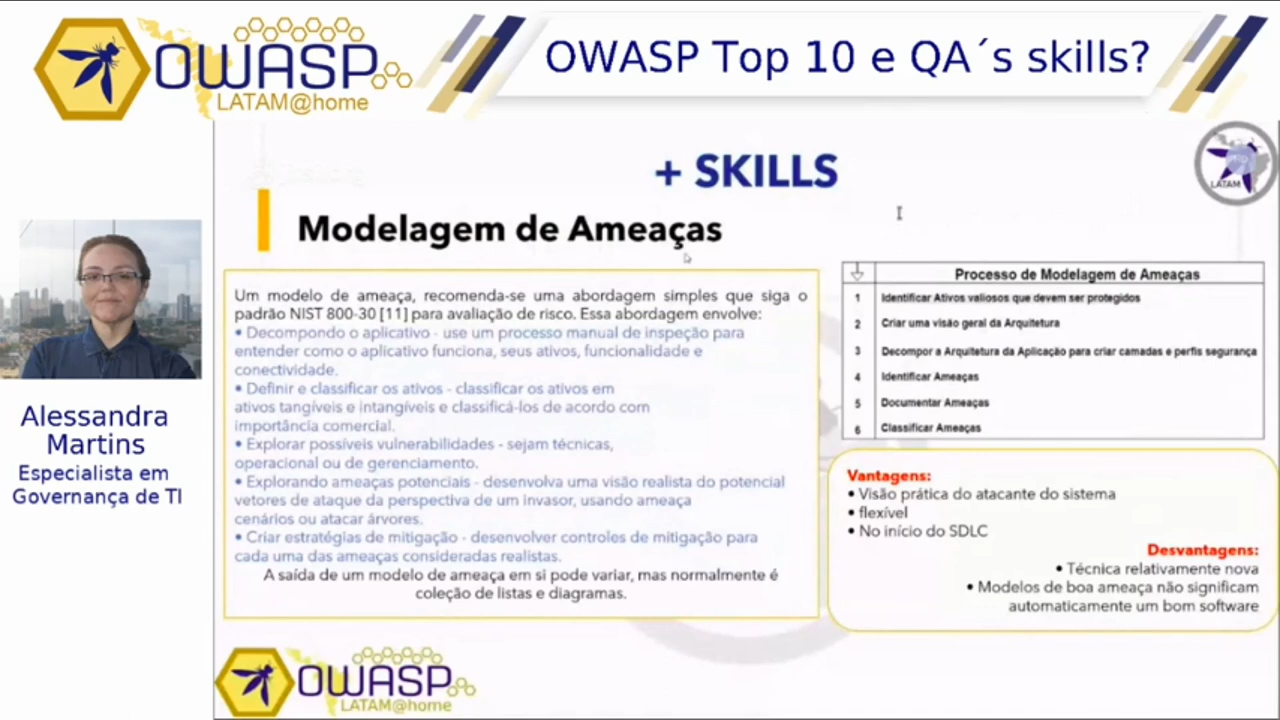 OWASP
LATAM@home
OWASP Top 10 e QA´s skills?
+ SKILLS
LATAM
Modelagem de Ameaças
Um modelo de ameaça, recomenda-se uma abordagem simples que siga o
padrão NIST 800-30 [11] para avaliação de risco. Essa abordagem envolve:
• Decompondo o aplicativo - use um processo manual de inspeção para
entender como o aplicativo funciona, seus ativos, funcionalidade e
conectividade.
• Definir e classificar os ativos - classificar os ativos em
ativos tangíveis e intangíveis e classificá-los de acordo com
importância comercial.
• Explorar possíveis vulnerabilidades - sejam técnicas,
operacional ou de gerenciamento.
• Explorando ameaças potenciais - desenvolva uma visão realista do potencial
vetores de ataque da perspectiva de um invasor, usando ameaça
cenários ou atacar árvores.
• Criar estratégias de mitigação - desenvolver controles de mitigação para
cada uma das ameaças consideradas realistas.
A saída de um modelo de ameaça em si pode variar, mas normalmente é
coleção de listas e diagramas.
Processo de Modelagem de Ameaças
1 Identificar Ativos valiosos que devem ser protegidos
2 Criar uma visão geral da Arquitetura
3 Decompor a Arquitetura da Aplicação para criar camadas e perfis segurança
4 Identificar Ameaças
5 Documentar Ameaças
6 Classificar Ameaças
Vantagens:
• Visão prática do atacante do sistema
• flexível
• No início do SDLC
Desvantagens:
• Técnica relativamente nova
• Modelos de boa ameaça não significam
automaticamente um bom software
Alessandra
Martins
Especialista em
Governança de TI
OWASP
LATAM@home